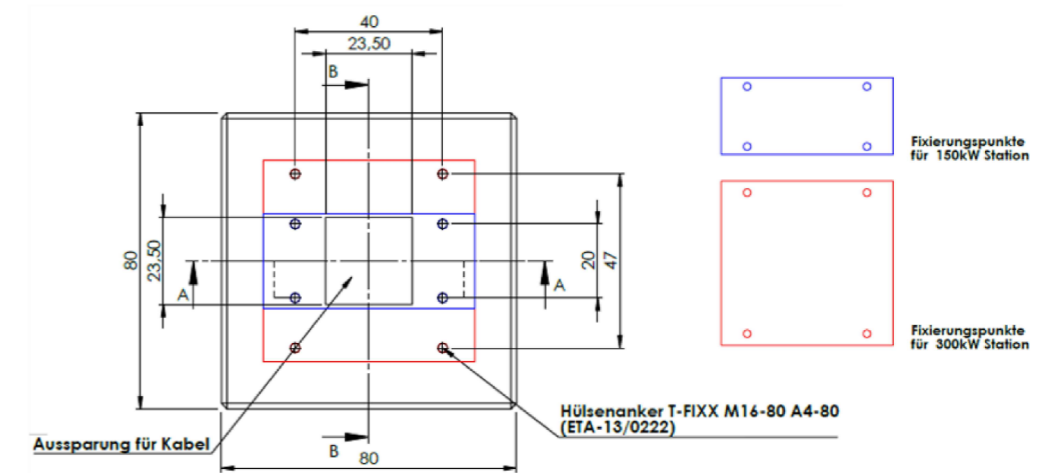 40
23,50
B
Fixierungspunkte
für 150kW Station
80
23,50
20
47
A
A
Fixierungspunkte
für 300kW Station
Hülsenanker T-FIXX M16-80 A4-80
(ETA-13/0222)
Aussparung für Kabel
B
80